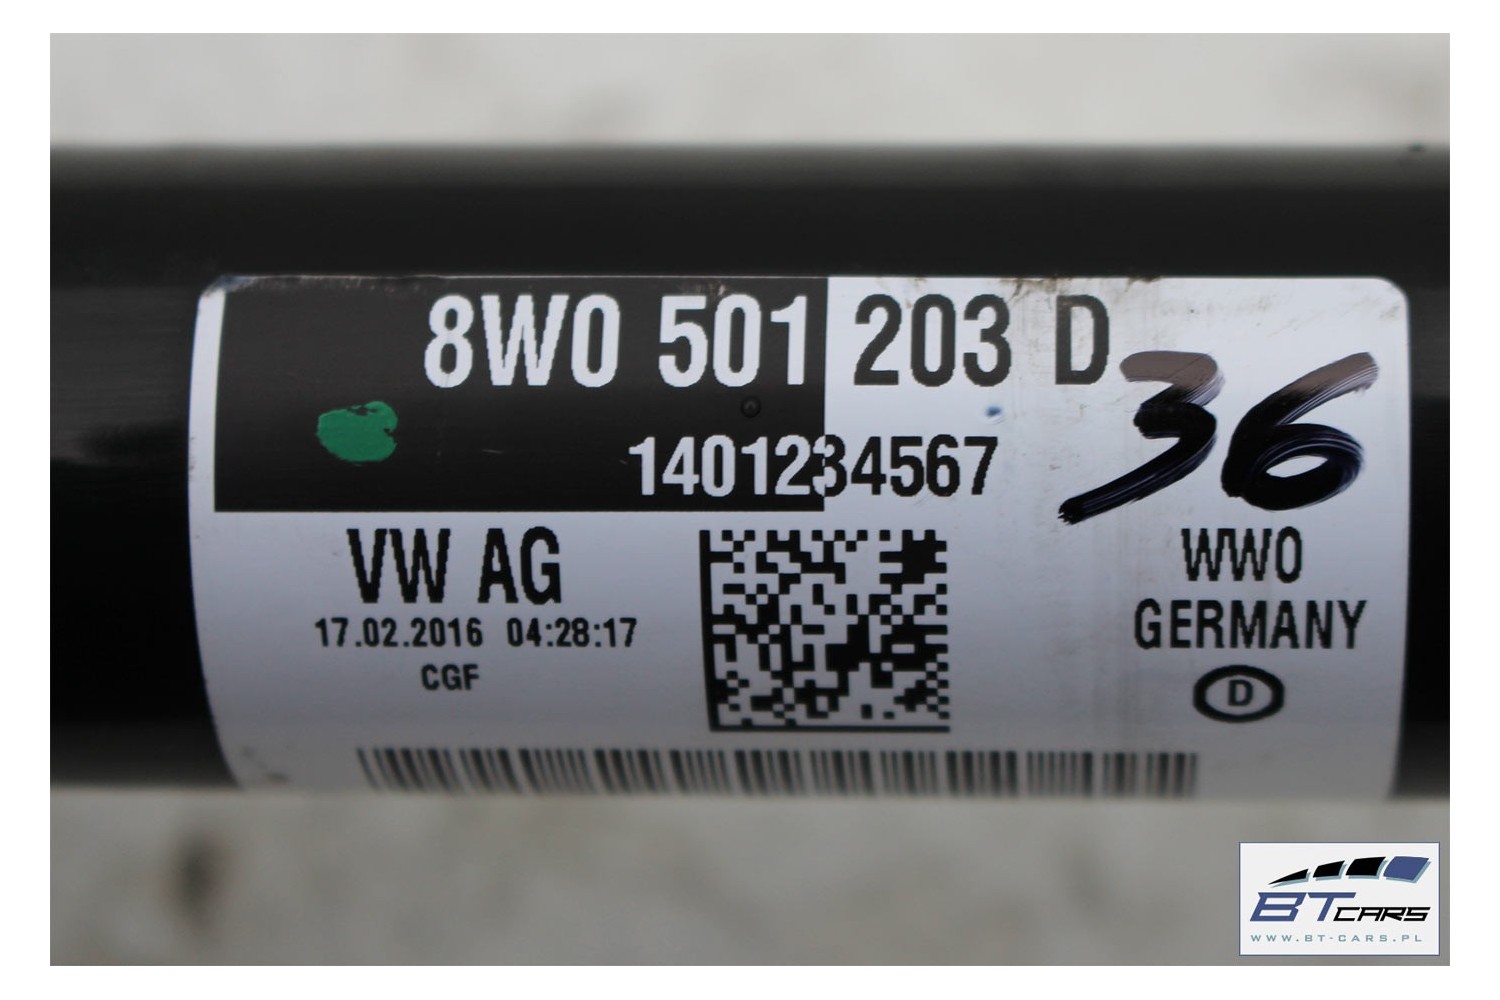 8W0 501 203 D
36
1401234567
VW AG
17.02.2016 04:28:17
CGF
WWO
GERMANY
D
BT CARS
WWW.BT-CARS.PL